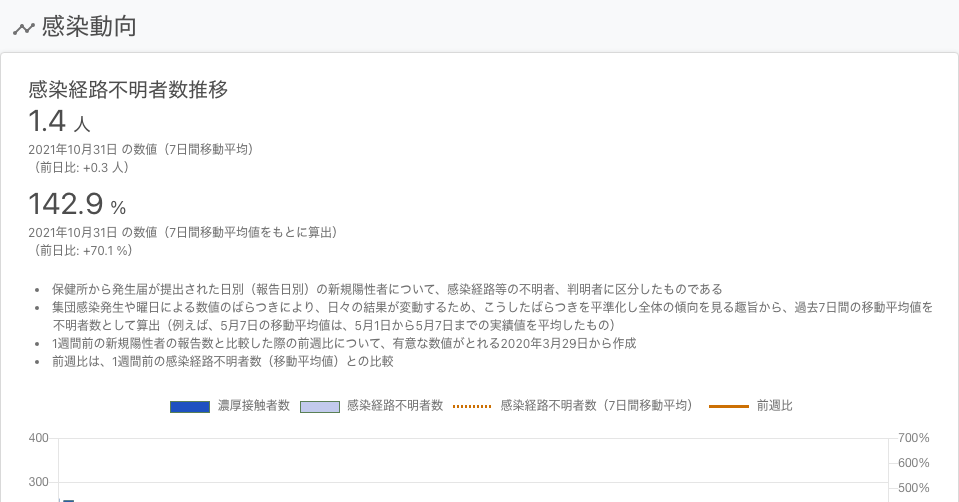 感染動向
感染経路不明者数推移
1.4 人
2021年10月31日 の数値（7日間移動平均）
（前日比: +0.3 人）
142.9 %
2021年10月31日 の数値（7日間移動平均値をもとに算出）
（前日比: +70.1 %）
• 保健所から発生届が提出された日別（報告日別）の新規陽性者について、感染経路等の不明者、判明者に区分したものである
• 集団感染発生や曜日による数値のばらつきにより、日々の結果が変動するため、こうしたばらつきを平準化し全体の傾向を見る趣旨から、過去7日間の移動平均値を
不明者数として算出（例えば、5月7日の移動平均値は、5月1日から5月7日までの実績値を平均したもの）
• 1週間前の新規陽性者の報告数と比較した際の前週比について、有意な数値がとれる2020年3月29日から作成
• 前週比は、1週間前の感染経路不明者数（移動平均値）との比較
濃厚接触者数 感染経路不明者数 感染経路不明者数（7日間移動平均） 前週比
400 700%
600%
300 500%